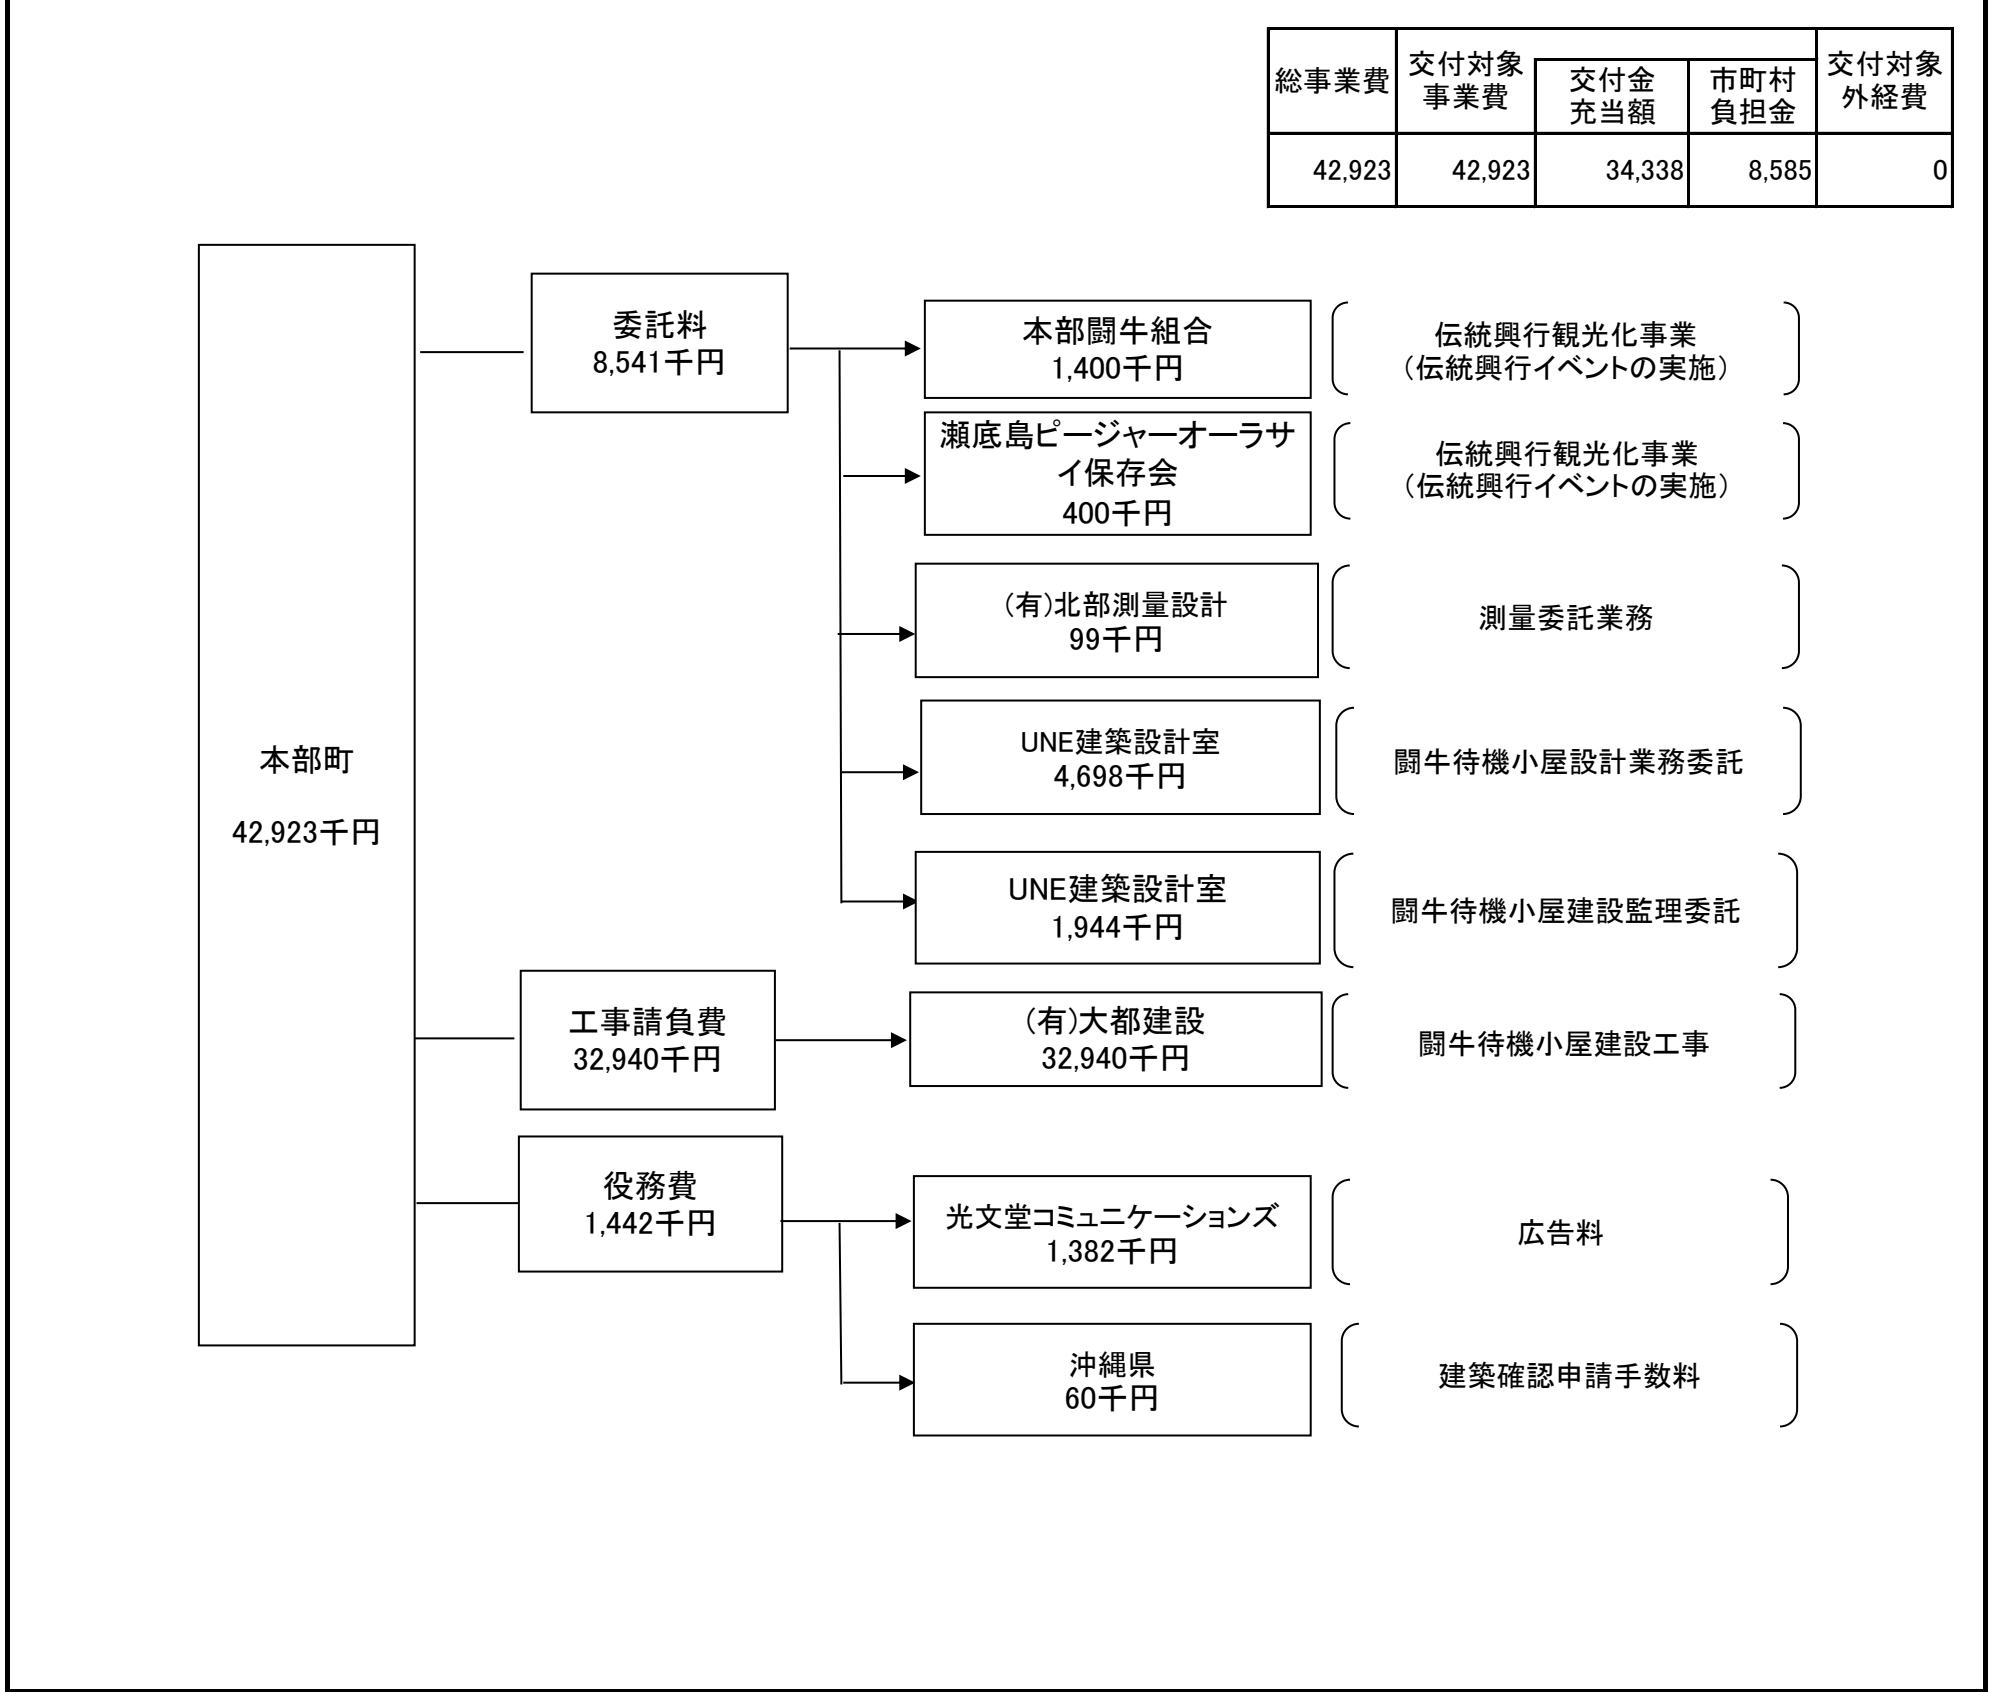 総事業費
交付対象
事業費
交付金
充当額
市町村
負担金
交付対象
外経費
42,923
42,923
34,338
8,585
0
本部町
42,923千円
委託料
8,541千円
本部闘牛組合
1,400千円
伝統興行観光化事業
（伝統興行イベントの実施）
瀬底島ピージャーオーラサ
イ保存会
400千円
伝統興行観光化事業
（伝統興行イベントの実施）
(有)北部測量設計
99千円
測量委託業務
UNE建築設計室
4,698千円
闘牛待機小屋設計業務委託
UNE建築設計室
1,944千円
闘牛待機小屋建設監理委託
工事請負費
32,940千円
(有)大都建設
32,940千円
闘牛待機小屋建設工事
役務費
1,442千円
光文堂コミュニケーションズ
1,382千円
広告料
沖縄県
60千円
建築確認申請手数料